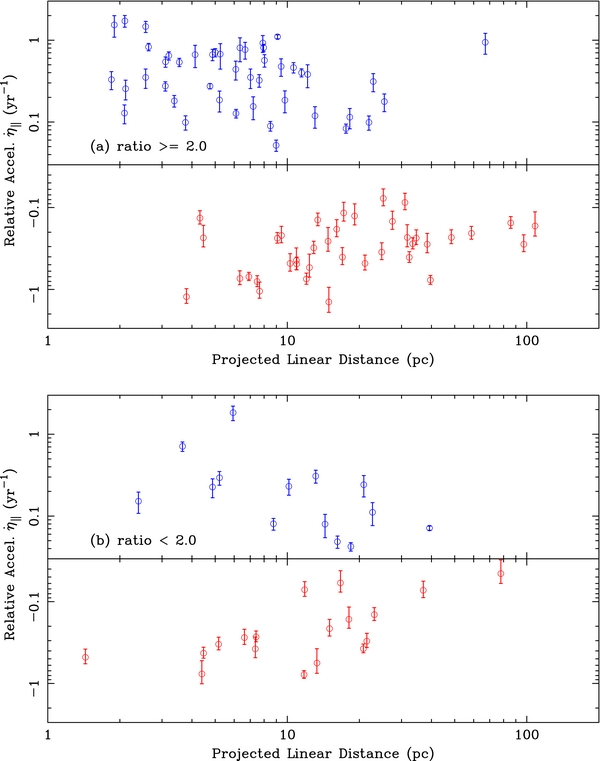 1
0.1
(a) ratio >= 2.0
Relative Accel. η̇∥ (yr⁻¹)
-0.1
-1
1 10 100
Projected Linear Distance (pc)
1
0.1
(b) ratio < 2.0
Relative Accel. η̇∥ (yr⁻¹)
-0.1
-1
1 10 100
Projected Linear Distance (pc)